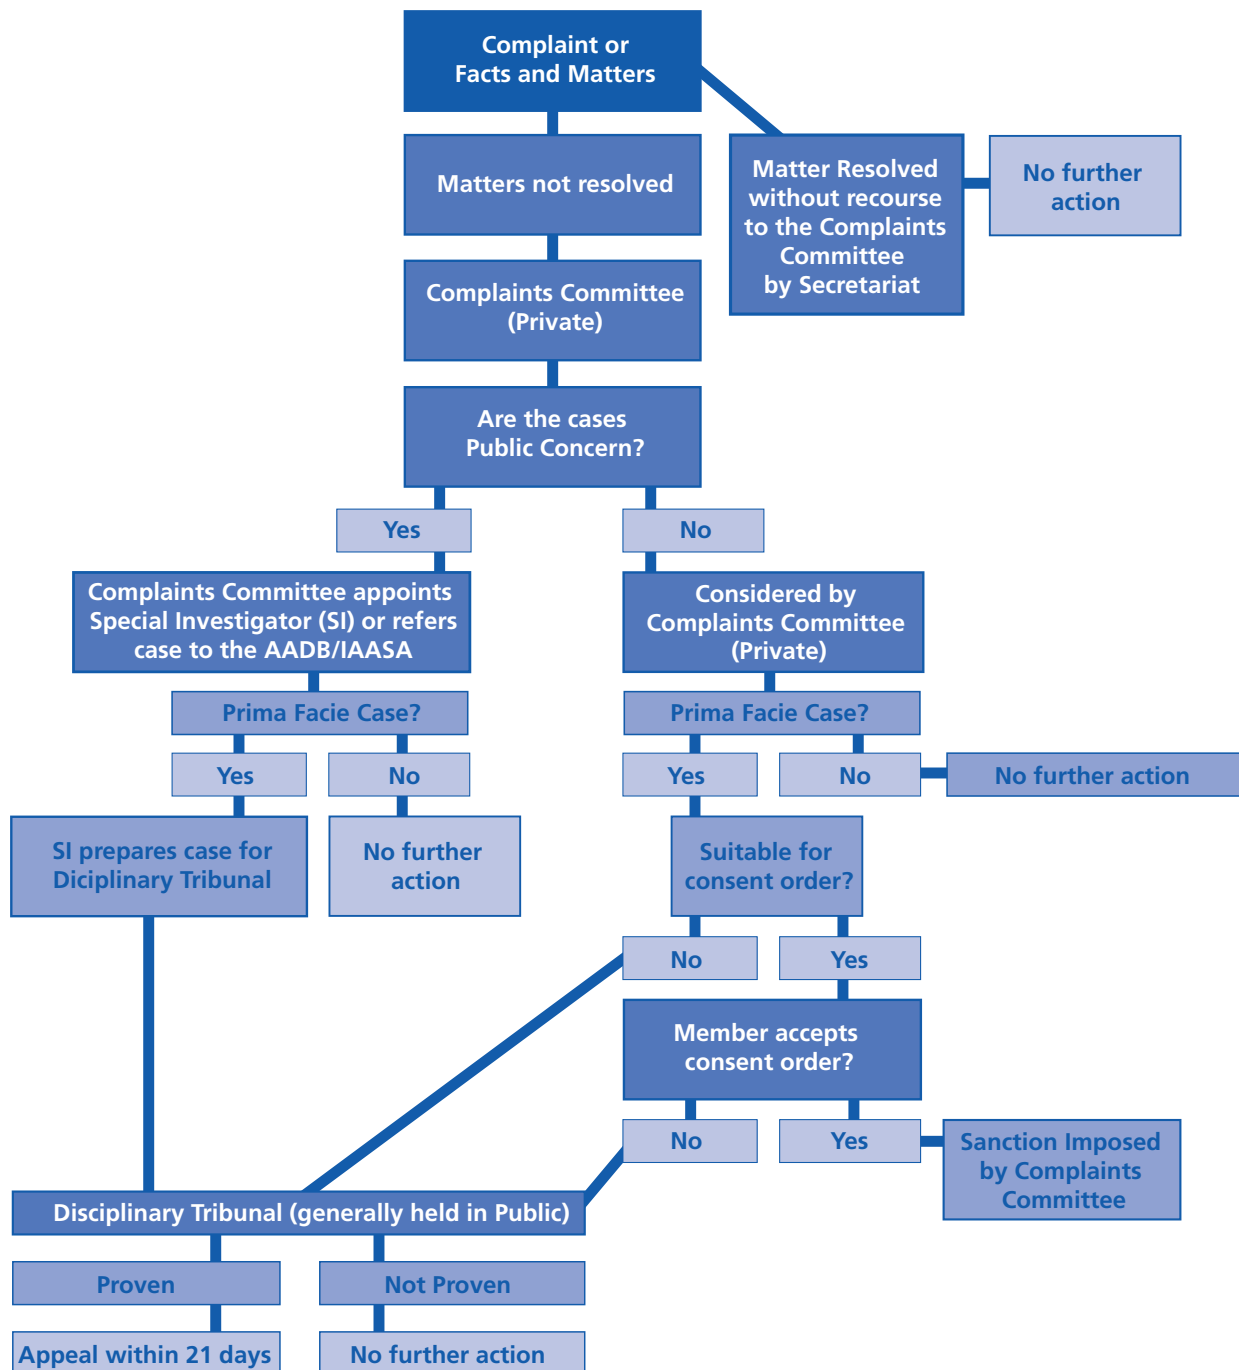 Complaint or
Facts and Matters
Matters not resolved
Matter Resolved
without recourse
to the Complaints
Committee
by Secretariat
No further
action
Complaints Committee
(Private)
Are the cases
Public Concern?
Yes
No
Complaints Committee appoints
Special Investigator (SI) or refers
case to the AADB/IAASA
Considered by
Complaints Committee
(Private)
Prima Facie Case?
Prima Facie Case?
Yes
No
Yes
No
No further action
SI prepares case for
Diciplinary Tribunal
No further
action
Suitable for
consent order?
No
Yes
Member accepts
consent order?
No
Yes
Sanction Imposed
by Complaints
Committee
Disciplinary Tribunal (generally held in Public)
Proven
Not Proven
Appeal within 21 days
No further action